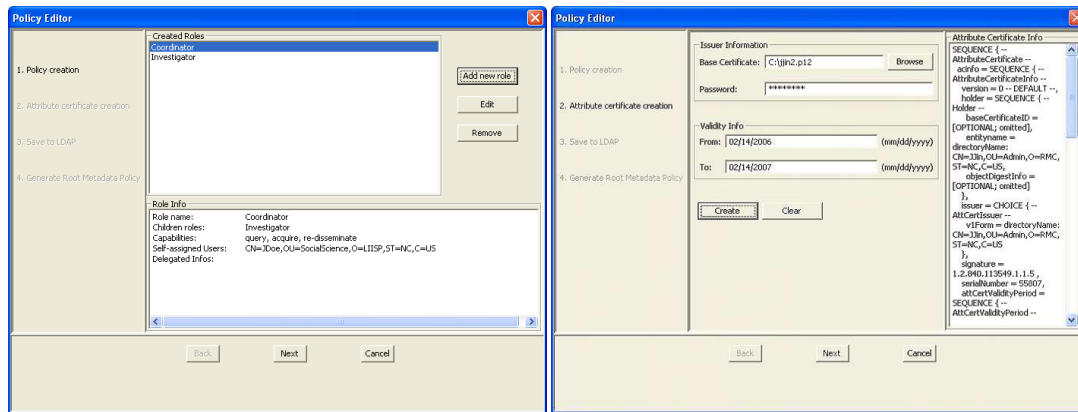 Policy Editor
1. Policy creation
2. Attribute certificate creation
3. Save to LDAP
4. Generate Root Metadata Policy
Created Roles
Coordinator
Investigator
Add new role
Edit
Remove
Role Info
Role name: Coordinator
Children roles: Investigator
Capabilities: query, acquire, re-disseminate
Self-assigned Users: CN=JDoe,OU=SocialScience,O=LIISP,ST=NC,C=US
Delegated Infos:
Back Next Cancel
Policy Editor
1. Policy creation
2. Attribute certificate creation
3. Save to LDAP
4. Generate Root Metadata Policy
Issuer Information
Base Certificate: C:\jjin2.p12 Browse
Password: ********
Validity Info
From: 02/14/2006 (mm/dd/yyyy)
To: 02/14/2007 (mm/dd/yyyy)
Create Clear
Attribute Certificate Info
SEQUENCE { --
AttributeCertificate --
acinfo = SEQUENCE { --
AttributeCertificateInfo --
version = 0 -- DEFAULT --,
holder = SEQUENCE { --
Holder --
baseCertificateID =
[OPTIONAL; omitted],
entityname =
directoryName:
CN=JJin,OU=Admin,O=RMC,
ST=NC,C=US,
objectDigestInfo =
[OPTIONAL; omitted]
},
issuer = CHOICE { --
AttCertIssuer --
v1Form = directoryName:
CN=JJin,OU=Admin,O=RMC,
ST=NC,C=US
},
signature =
1.2.840.113549.1.1.5 ,
serialNumber = 55807,
attCertValidityPeriod =
SEQUENCE { --
AttCertValidityPeriod --
Back Next Cancel